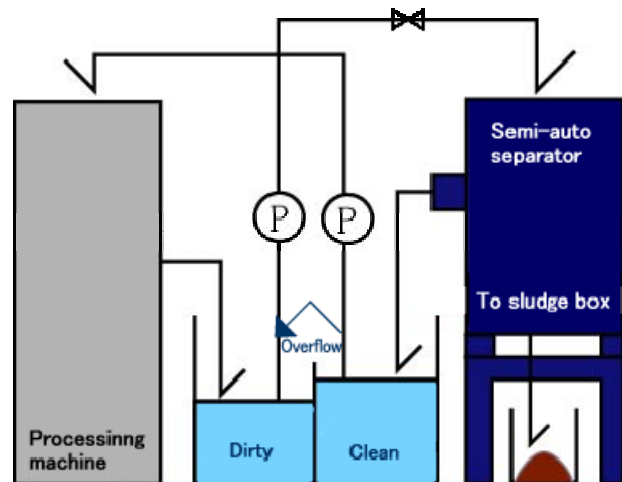 Semi-auto
separator
P
P
To sludge box
Overflow
Processinng
machine
Dirty
Clean